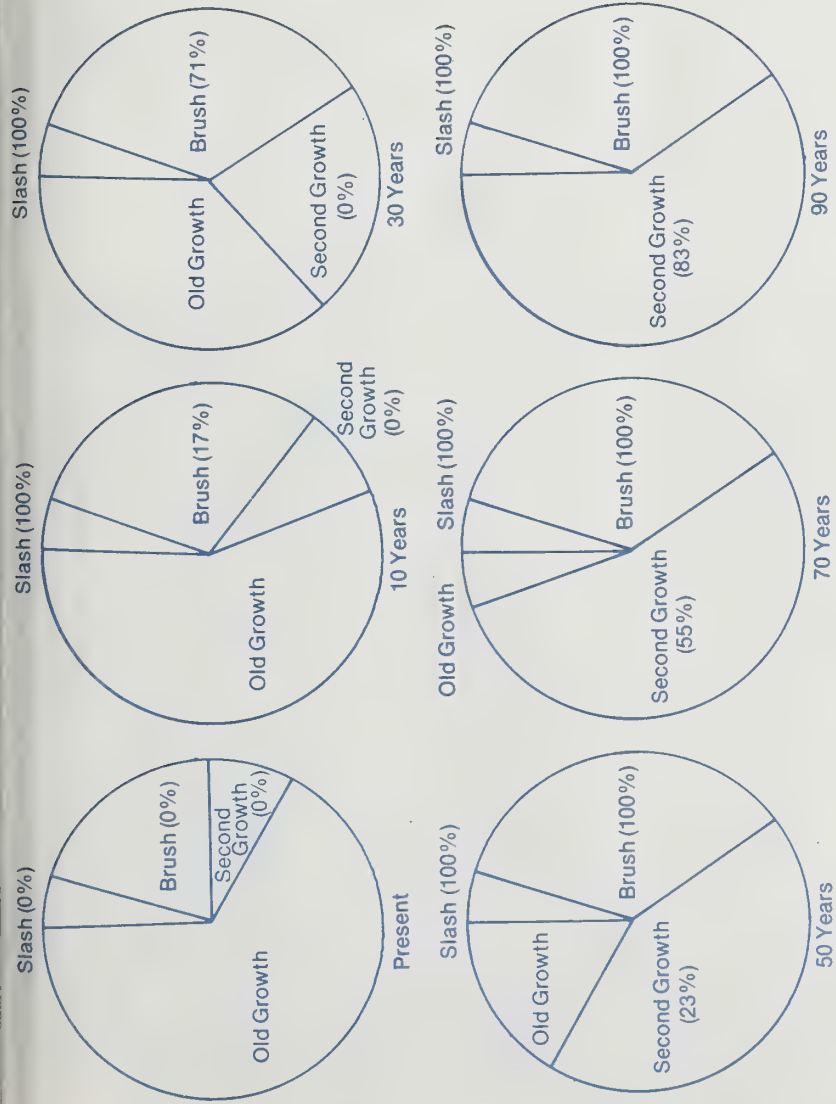 Slash (0%)
Brush (0%)
Second
Growth
(0%)
Old Growth
Present
Slash (100%)
Brush (17%)
Second
Growth
(0%)
Old Growth
10 Years
Slash (100%)
Brush (71%)
Old Growth
Second Growth
(0%)
30 Years
Slash (100%)
Old Growth
Brush (100%)
Second Growth
(23%)
50 Years
Old Growth
Slash (100%)
Brush (100%)
Second Growth
(55%)
70 Years
Slash (100%)
Brush (100%)
Second Growth
(83%)
90 Years